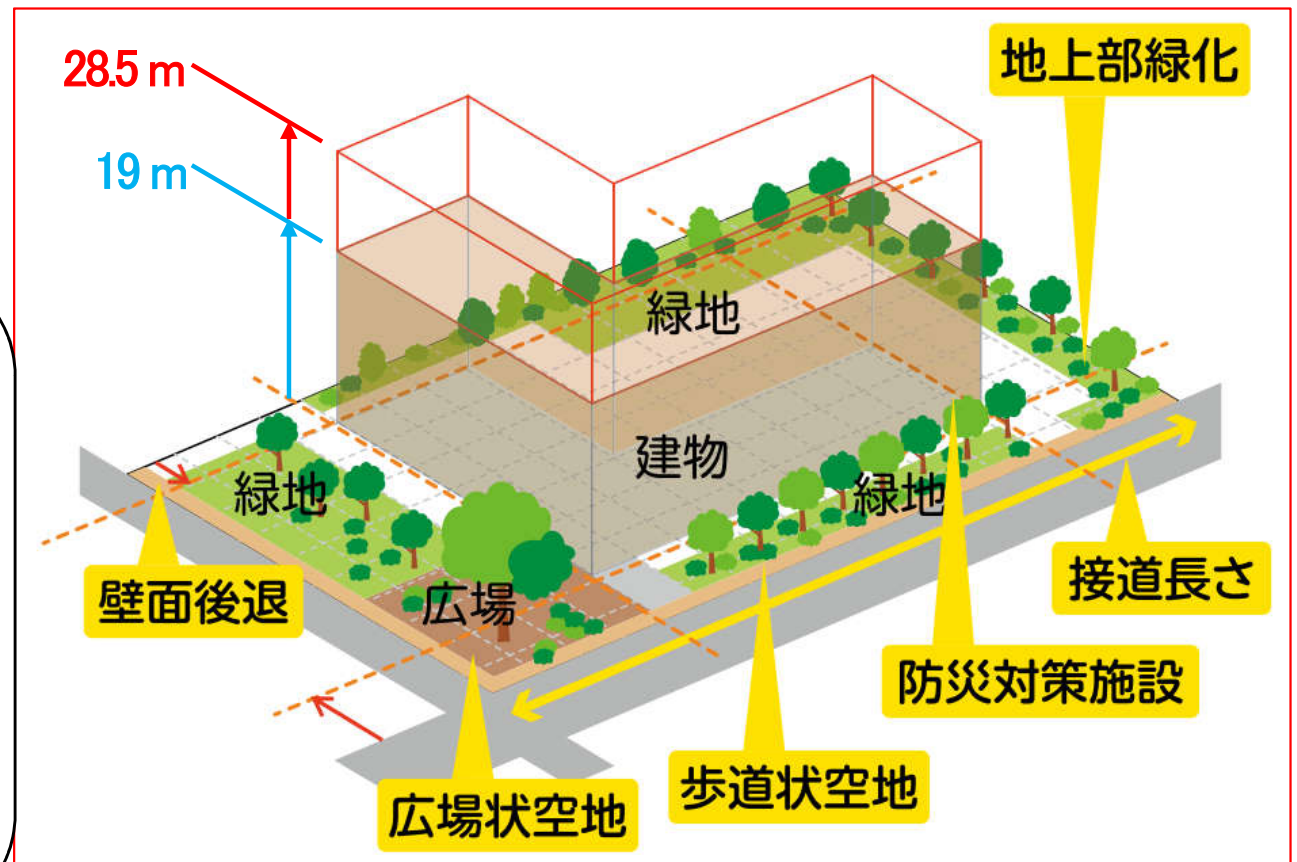 28.5 m
地上部緑化
19 m
緑地
建物
緑地
緑地
壁面後退
広場
接道長さ
防災対策施設
歩道状空地
広場状空地